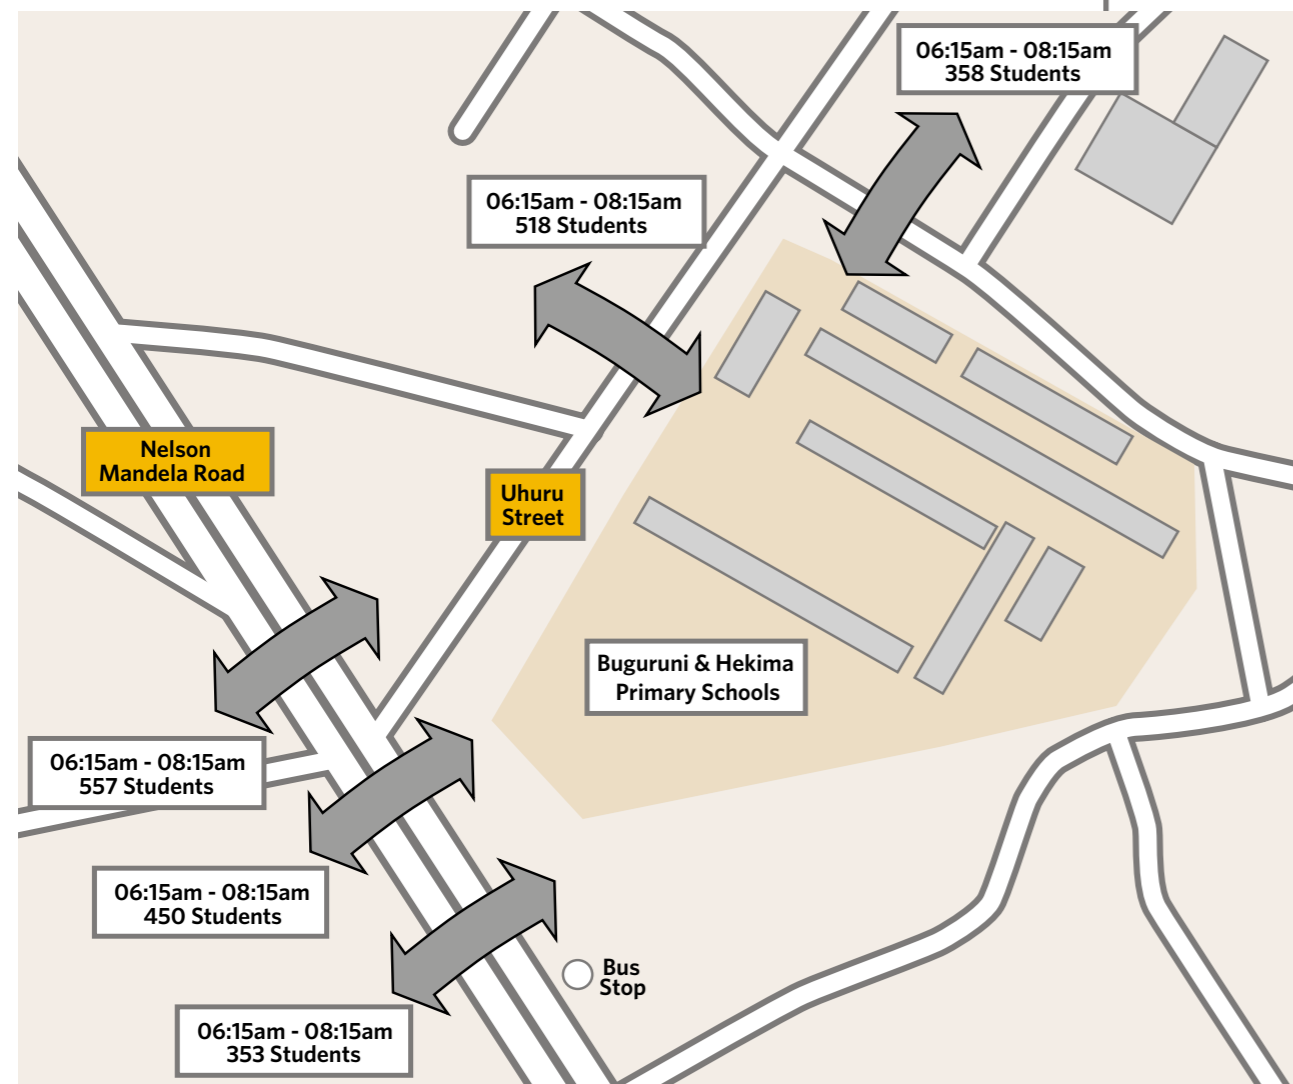 06:15am - 08:15am
358 Students
06:15am - 08:15am
518 Students
Nelson
Mandela Road
Uhuru
Street
Buguruni & Hekima
Primary Schools
06:15am - 08:15am
557 Students
06:15am - 08:15am
450 Students
Bus
Stop
06:15am - 08:15am
353 Students